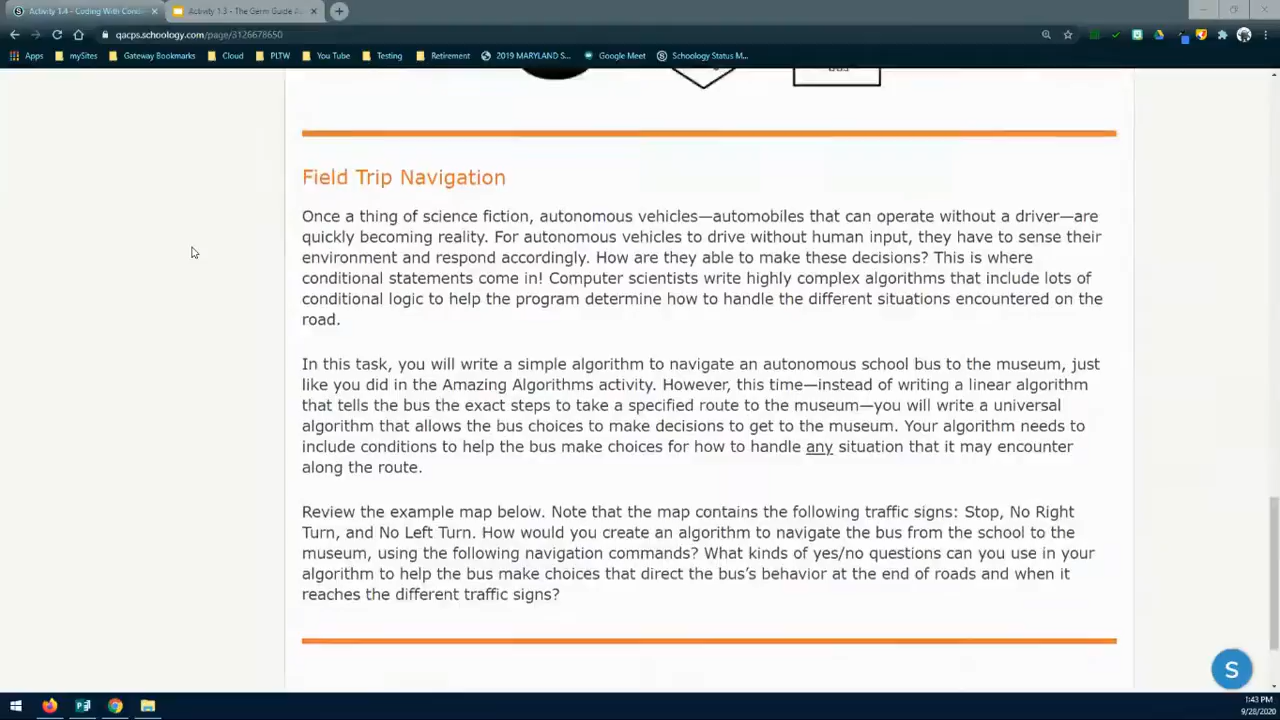 Activity 1.4 - Coding With Cond
Activity 1.3 - The Germ Guide A
qacps.schoology.com/page/3126678650
Apps mySites Gateway Bookmarks Cloud PLTW You Tube Testing Retirement 2019 MARYLAND S... Google Meet Schoology Status M...
Field Trip Navigation
Once a thing of science fiction, autonomous vehicles—automobiles that can operate without a driver—are
quickly becoming reality. For autonomous vehicles to drive without human input, they have to sense their
environment and respond accordingly. How are they able to make these decisions? This is where
conditional statements come in! Computer scientists write highly complex algorithms that include lots of
conditional logic to help the program determine how to handle the different situations encountered on the
road.
In this task, you will write a simple algorithm to navigate an autonomous school bus to the museum, just
like you did in the Amazing Algorithms activity. However, this time—instead of writing a linear algorithm
that tells the bus the exact steps to take a specified route to the museum—you will write a universal
algorithm that allows the bus choices to make decisions to get to the museum. Your algorithm needs to
include conditions to help the bus make choices for how to handle any situation that it may encounter
along the route.
Review the example map below. Note that the map contains the following traffic signs: Stop, No Right
Turn, and No Left Turn. How would you create an algorithm to navigate the bus from the school to the
museum, using the following navigation commands? What kinds of yes/no questions can you use in your
algorithm to help the bus make choices that direct the bus's behavior at the end of roads and when it
reaches the different traffic signs?
S
1:43 PM
9/28/2020